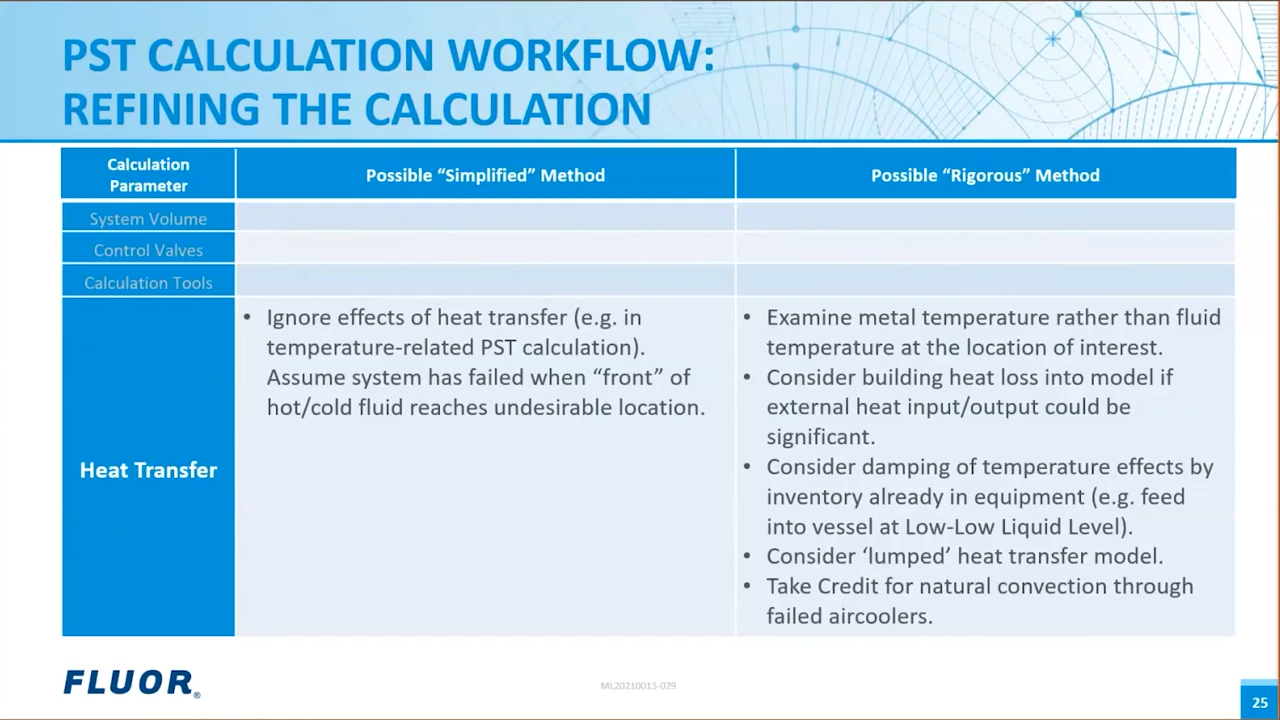 PST CALCULATION WORKFLOW:
REFINING THE CALCULATION
Calculation
Parameter
Possible “Simplified” Method
Possible “Rigorous” Method
System Volume
Control Valves
Calculation Tools
Heat Transfer
• Ignore effects of heat transfer (e.g. in
temperature-related PST calculation).
Assume system has failed when “front” of
hot/cold fluid reaches undesirable location.
• Examine metal temperature rather than fluid
temperature at the location of interest.
• Consider building heat loss into model if
external heat input/output could be
significant.
• Consider damping of temperature effects by
inventory already in equipment (e.g. feed
into vessel at Low-Low Liquid Level).
• Consider ‘lumped’ heat transfer model.
• Take Credit for natural convection through
failed aircoolers.
FLUOR®
ML20210013-029
25